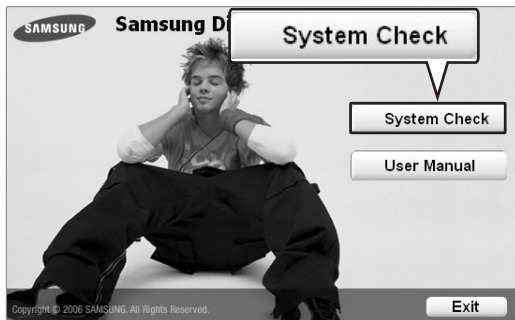 SAMSUNG
Samsung Di
System Check
System Check
User Manual
Copyright © 2006 SAMSUNG. All Rights Reserved.
Exit